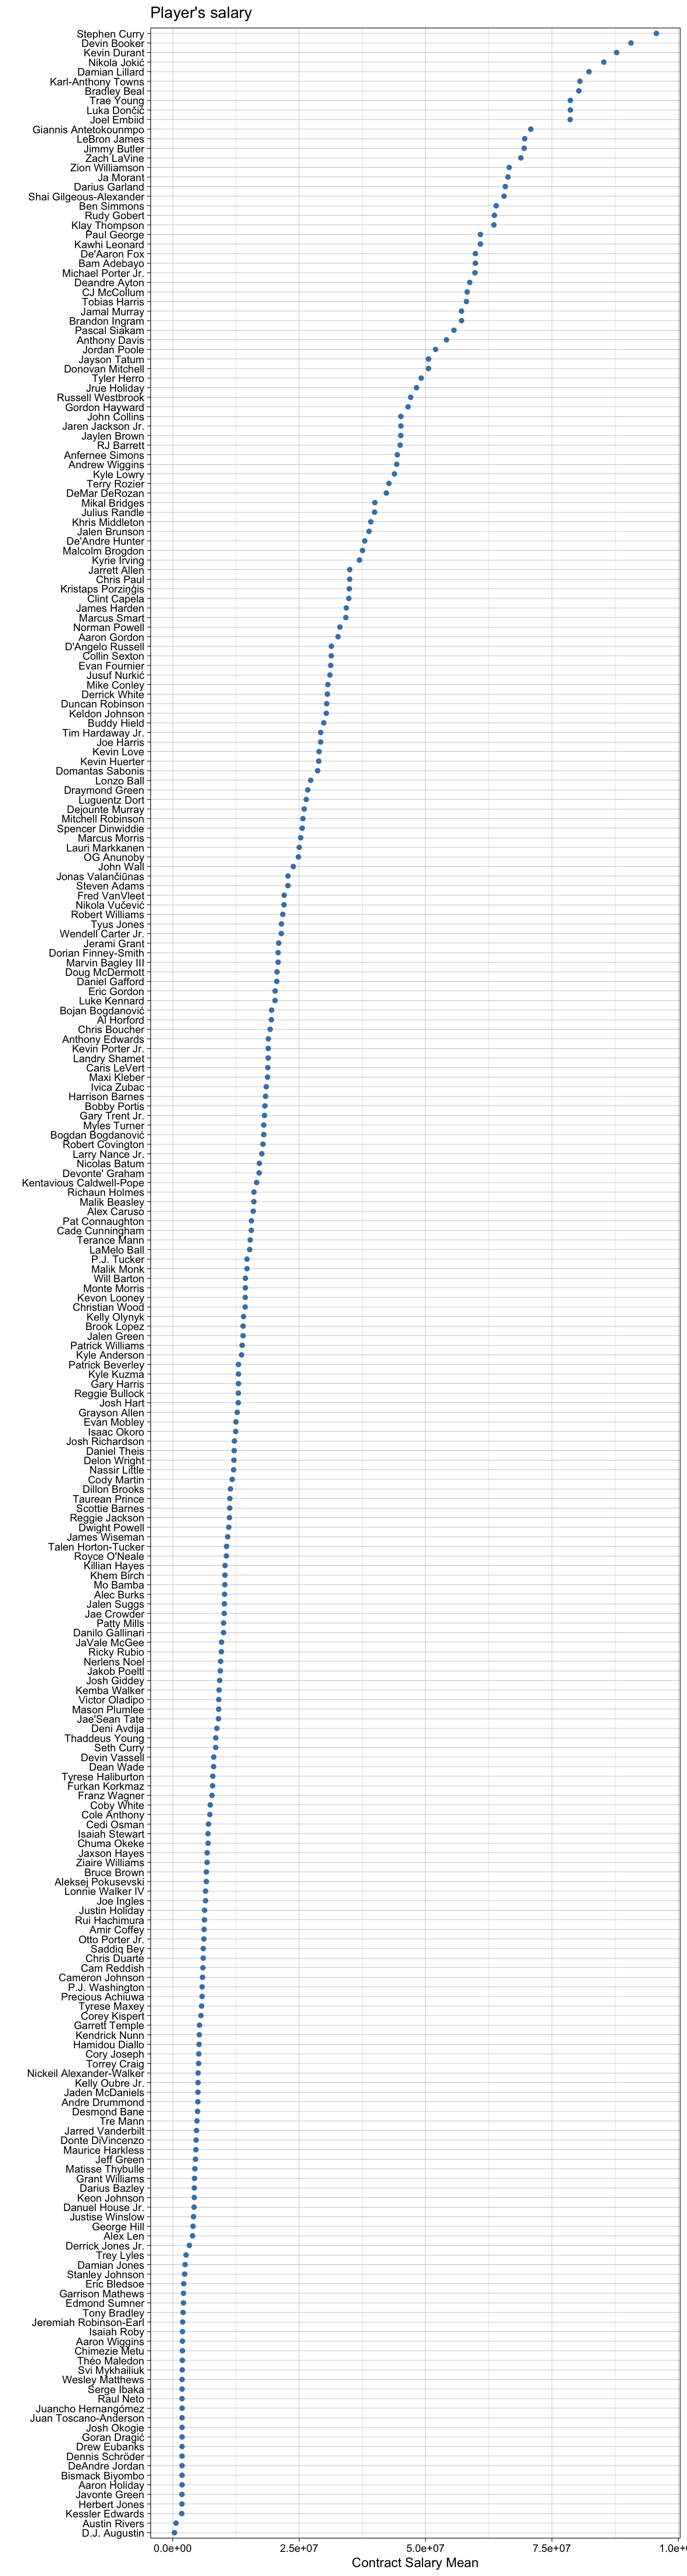 Player's salary
Stephen Curry
Devin Booker
Kevin Durant
Nikola Jokić
Damian Lillard
Karl-Anthony Towns
Bradley Beal
Trae Young
Luka Dončić
Joel Embiid
Giannis Antetokounmpo
LeBron James
Jimmy Butler
Zach LaVine
Zion Williamson
Ja Morant
Darius Garland
Shai Gilgeous-Alexander
Ben Simmons
Rudy Gobert
Klay Thompson
Paul George
Kawhi Leonard
De'Aaron Fox
Bam Adebayo
Michael Porter Jr.
Deandre Ayton
CJ McCollum
Tobias Harris
Jamal Murray
Brandon Ingram
Pascal Siakam
Anthony Davis
Jordan Poole
Jayson Tatum
Donovan Mitchell
Tyler Herro
Jrue Holiday
Russell Westbrook
Gordon Hayward
John Collins
Jaren Jackson Jr.
Jaylen Brown
RJ Barrett
Anfernee Simons
Andrew Wiggins
Kyle Lowry
Terry Rozier
DeMar DeRozan
Mikal Bridges
Julius Randle
Khris Middleton
Jalen Brunson
De'Andre Hunter
Malcolm Brogdon
Kyrie Irving
Jarrett Allen
Chris Paul
Kristaps Porziņģis
Clint Capela
James Harden
Marcus Smart
Norman Powell
Aaron Gordon
D'Angelo Russell
Collin Sexton
Evan Fournier
Jusuf Nurkić
Mike Conley
Derrick White
Duncan Robinson
Keldon Johnson
Buddy Hield
Tim Hardaway Jr.
Joe Harris
Kevin Love
Kevin Huerter
Domantas Sabonis
Lonzo Ball
Draymond Green
Luguentz Dort
Dejounte Murray
Mitchell Robinson
Spencer Dinwiddie
Marcus Morris
Lauri Markkanen
OG Anunoby
John Wall
Jonas Valančiūnas
Steven Adams
Fred VanVleet
Nikola Vučević
Robert Williams
Tyus Jones
Wendell Carter Jr.
Jerami Grant
Dorian Finney-Smith
Marvin Bagley III
Doug McDermott
Daniel Gafford
Eric Gordon
Luke Kennard
Bojan Bogdanović
Al Horford
Chris Boucher
Anthony Edwards
Kevin Porter Jr.
Landry Shamet
Caris LeVert
Maxi Kleber
Ivica Zubac
Harrison Barnes
Bobby Portis
Gary Trent Jr.
Myles Turner
Bogdan Bogdanović
Robert Covington
Larry Nance Jr.
Nicolas Batum
Devonte' Graham
Kentavious Caldwell-Pope
Richaun Holmes
Malik Beasley
Alex Caruso
Pat Connaughton
Cade Cunningham
Terance Mann
LaMelo Ball
P.J. Tucker
Malik Monk
Will Barton
Monte Morris
Kevon Looney
Christian Wood
Kelly Olynyk
Brook Lopez
Jalen Green
Patrick Williams
Kyle Anderson
Patrick Beverley
Kyle Kuzma
Gary Harris
Reggie Bullock
Josh Hart
Grayson Allen
Evan Mobley
Isaac Okoro
Josh Richardson
Daniel Theis
Delon Wright
Nassir Little
Cody Martin
Dillon Brooks
Taurean Prince
Scottie Barnes
Reggie Jackson
Dwight Powell
James Wiseman
Talen Horton-Tucker
Royce O'Neale
Killian Hayes
Khem Birch
Mo Bamba
Alec Burks
Jalen Suggs
Jae Crowder
Patty Mills
Danilo Gallinari
JaVale McGee
Ricky Rubio
Nerlens Noel
Jakob Poeltl
Josh Giddey
Kemba Walker
Victor Oladipo
Mason Plumlee
Jae'Sean Tate
Deni Avdija
Thaddeus Young
Seth Curry
Devin Vassell
Dean Wade
Tyrese Haliburton
Furkan Korkmaz
Franz Wagner
Coby White
Cole Anthony
Cedi Osman
Isaiah Stewart
Chuma Okeke
Jaxson Hayes
Ziaire Williams
Bruce Brown
Aleksej Pokusevski
Lonnie Walker IV
Joe Ingles
Justin Holiday
Rui Hachimura
Amir Coffey
Otto Porter Jr.
Saddiq Bey
Chris Duarte
Cam Reddish
Cameron Johnson
P.J. Washington
Precious Achiuwa
Tyrese Maxey
Corey Kispert
Garrett Temple
Kendrick Nunn
Hamidou Diallo
Cory Joseph
Torrey Craig
Nickeil Alexander-Walker
Kelly Oubre Jr.
Jaden McDaniels
Andre Drummond
Desmond Bane
Tre Mann
Jarred Vanderbilt
Donte DiVincenzo
Maurice Harkless
Jeff Green
Matisse Thybulle
Grant Williams
Darius Bazley
Keon Johnson
Danuel House Jr.
Justise Winslow
George Hill
Alex Len
Derrick Jones Jr.
Trey Lyles
Damian Jones
Stanley Johnson
Eric Bledsoe
Garrison Mathews
Edmond Sumner
Tony Bradley
Jeremiah Robinson-Earl
Isaiah Roby
Aaron Wiggins
Chimezie Metu
Théo Maledon
Svi Mykhailiuk
Wesley Matthews
Serge Ibaka
Raul Neto
Juancho Hernangómez
Juan Toscano-Anderson
Josh Okogie
Goran Dragić
Drew Eubanks
Dennis Schröder
DeAndre Jordan
Bismack Biyombo
Aaron Holiday
Javonte Green
Herbert Jones
Kessler Edwards
Austin Rivers
D.J. Augustin
0.0e+00 2.5e+07 5.0e+07 7.5e+07 1.0e+
Contract Salary Mean